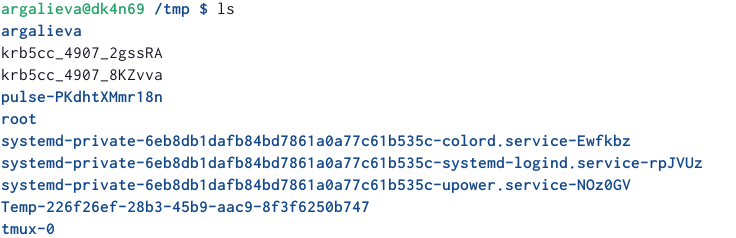 argalieva@dk4n69 /tmp $ ls
argalieva
krb5cc_4907_2gssRA
krb5cc_4907_8KZvva
pulse-PKdhtXMmr18n
root
systemd-private-6eb8db1dafb84bd7861a0a77c61b535c-colord.service-Ewfkbz
systemd-private-6eb8db1dafb84bd7861a0a77c61b535c-systemd-logind.service-rpJVUz
systemd-private-6eb8db1dafb84bd7861a0a77c61b535c-upower.service-NOz0GV
Temp-226f26ef-28b3-45b9-aac9-8f3f6250b747
tmux-0